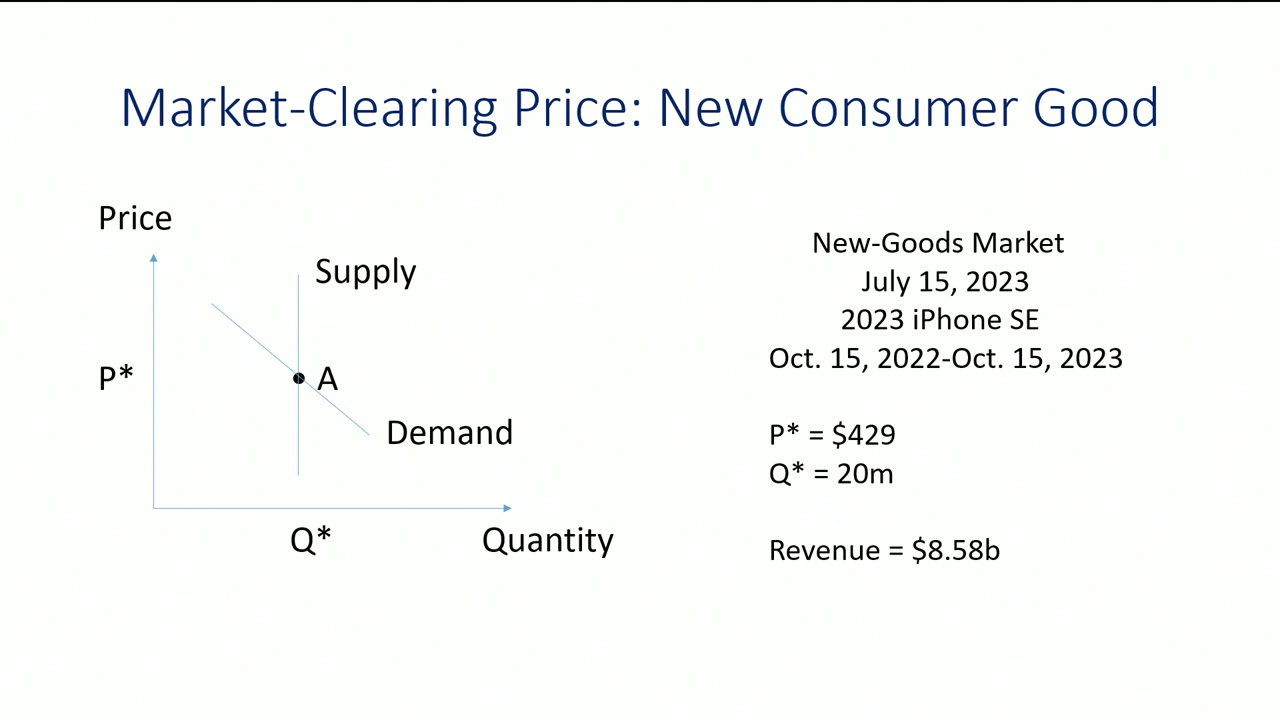 Market-Clearing Price: New Consumer Good
Price
Supply
P*
A
Demand
Q*
Quantity
New-Goods Market
July 15, 2023
2023 iPhone SE
Oct. 15, 2022-Oct. 15, 2023
P* = $429
Q* = 20m
Revenue = $8.58b